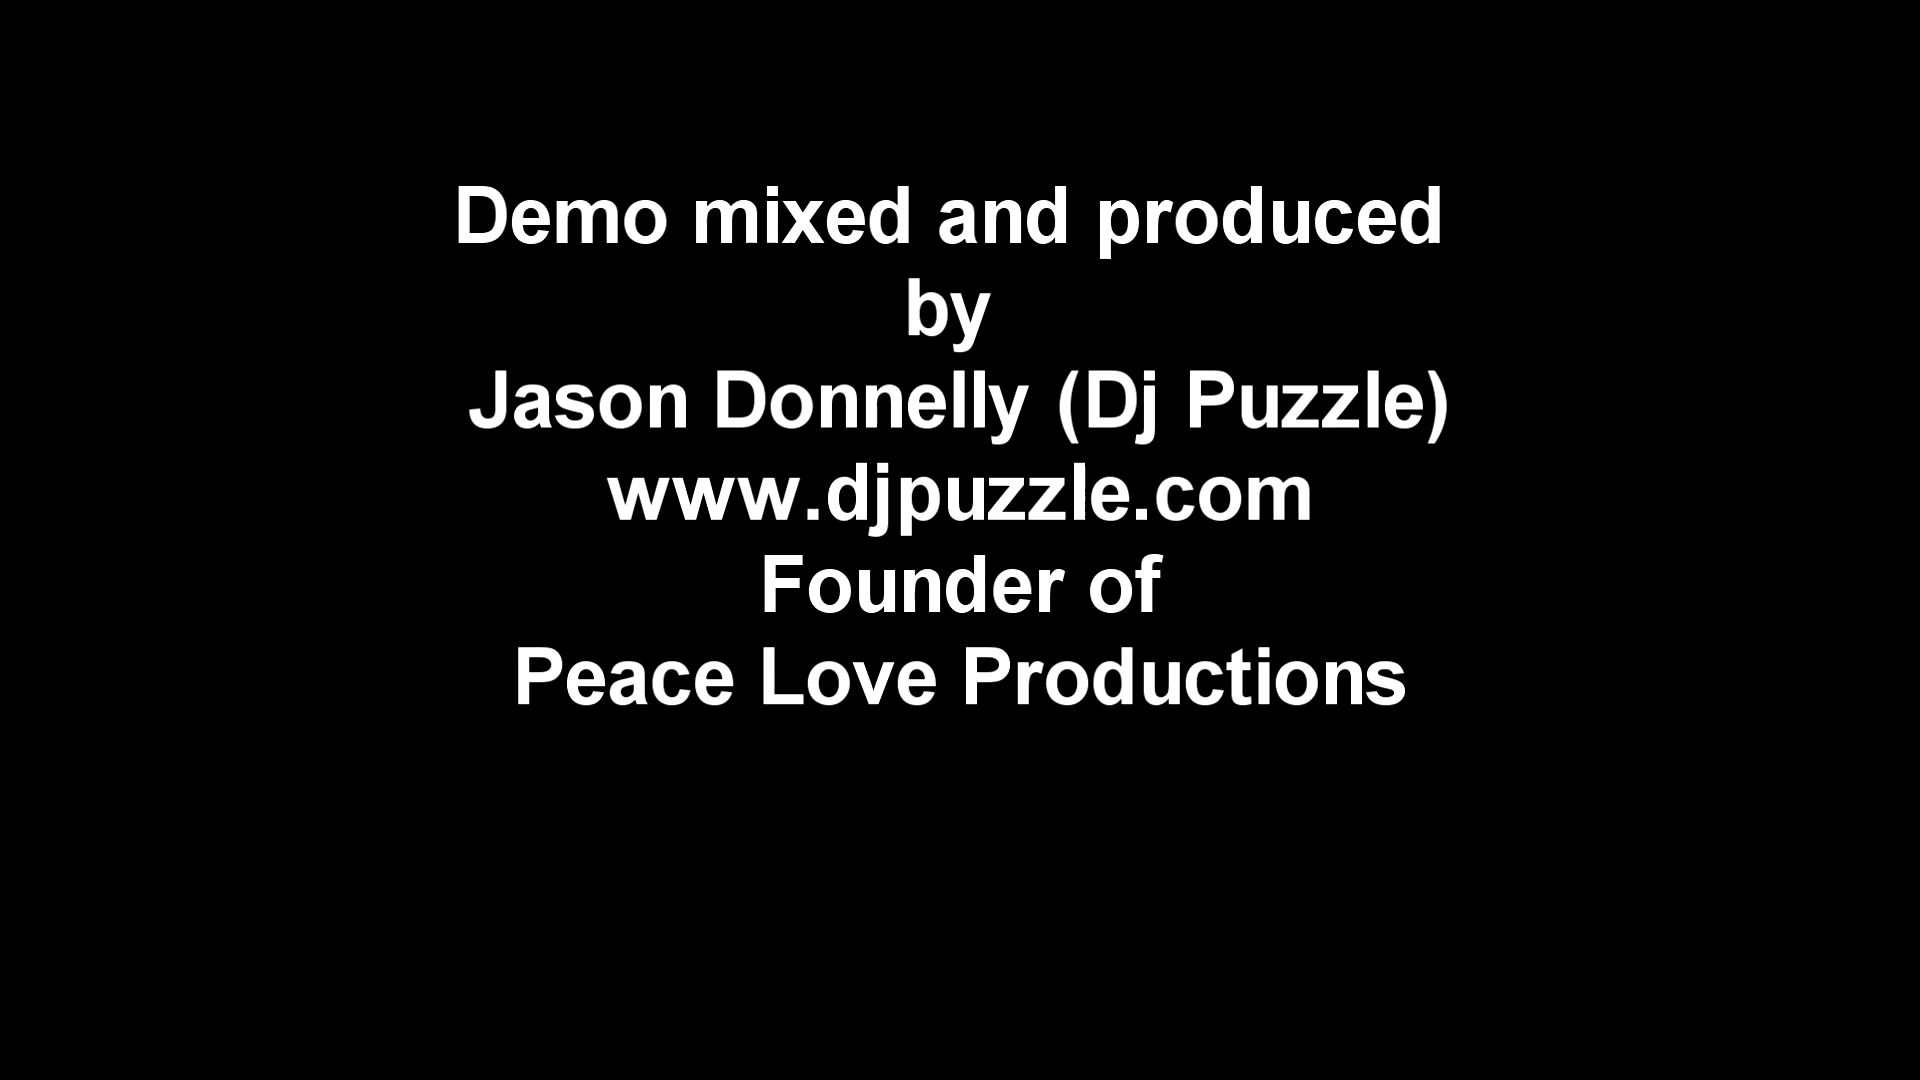 Demo mixed and produced
by
Jason Donnelly (Dj Puzzle)
www.djpuzzle.com
Founder of
Peace Love Productions